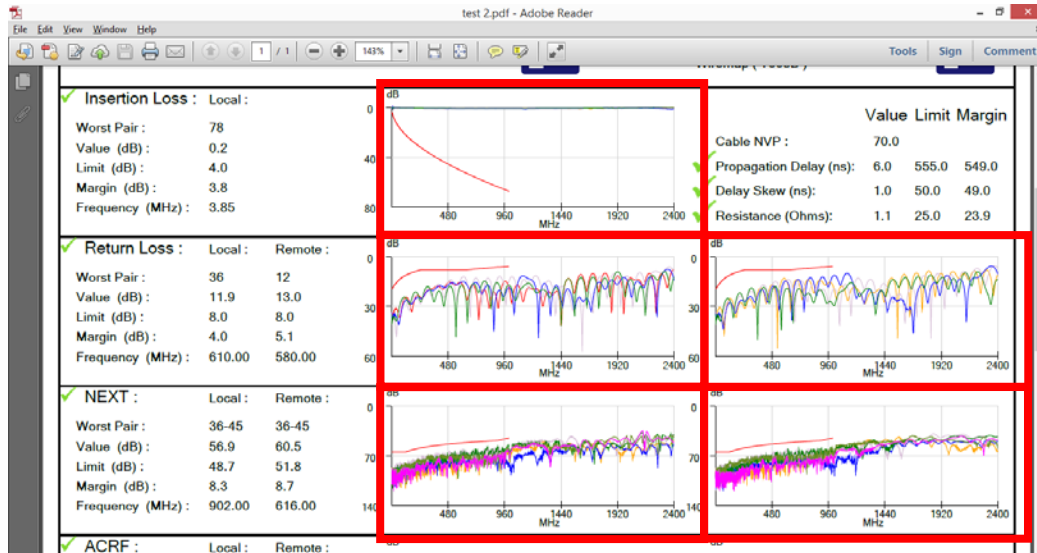 test 2.pdf - Adobe Reader
File Edit View Window Help
1 / 1 143% Tools Sign Comment
Insertion Loss : Local :
Worst Pair : 78
Value (dB) : 0.2
Limit (dB) : 4.0
Margin (dB) : 3.8
Frequency (MHz) : 3.85
dB
0
40
80
480 960 1440 1920 2400
MHz
Value Limit Margin
Cable NVP : 70.0
Propagation Delay (ns): 6.0 555.0 549.0
Delay Skew (ns): 1.0 50.0 49.0
Resistance (Ohms): 1.1 25.0 23.9
Return Loss : Local : Remote :
Worst Pair : 36 12
Value (dB) : 11.9 13.0
Limit (dB) : 8.0 8.0
Margin (dB) : 4.0 5.1
Frequency (MHz) : 610.00 580.00
dB
0
30
60
480 960 1440 1920 2400
MHz
dB
0
30
60
480 960 1440 1920 2400
MHz
NEXT : Local : Remote :
Worst Pair : 36-45 36-45
Value (dB) : 56.9 60.5
Limit (dB) : 48.7 51.8
Margin (dB) : 8.3 8.7
Frequency (MHz) : 902.00 616.00
dB
0
70
140
480 960 1440 1920 2400
MHz
dB
0
70
140
480 960 1440 1920 2400
MHz
ACRF : Local : Remote :
dB
dB